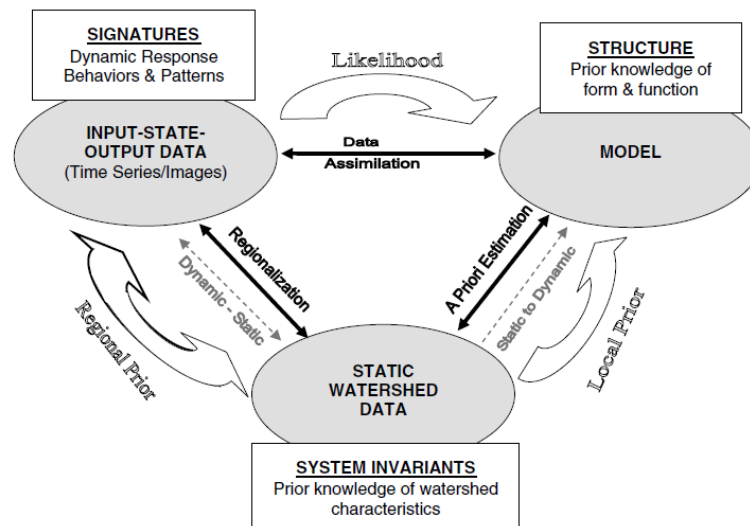 SIGNATURES
Dynamic Response
Behaviors & Patterns
Likelihood
STRUCTURE
Prior knowledge of
form & function
INPUT-STATE-
OUTPUT DATA
(Time Series/Images)
Data
Assimilation
MODEL
Regionalization
Dynamic - Static
Regional Prior
A Priori Estimation
Static to Dynamic
Local Prior
STATIC
WATERSHED
DATA
SYSTEM INVARIANTS
Prior knowledge of watershed
characteristics